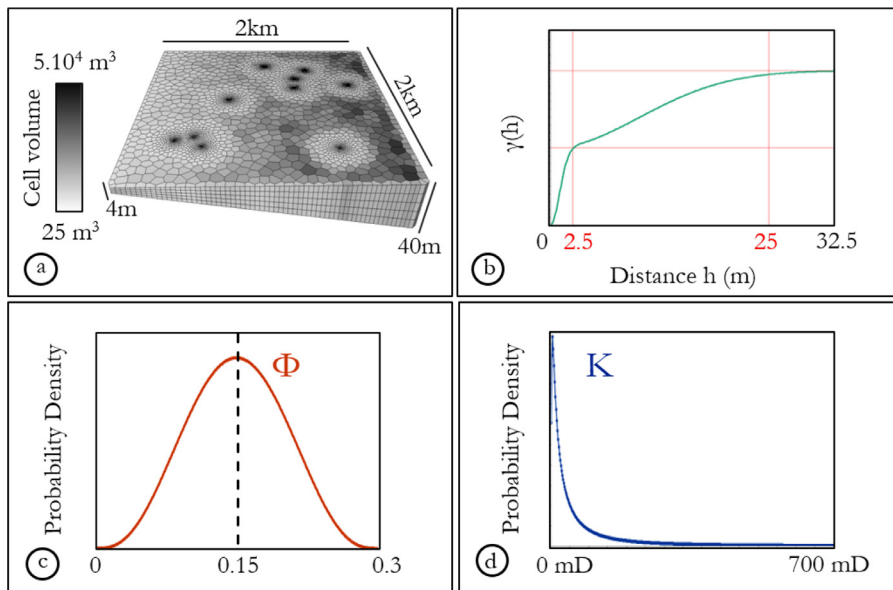 2km
5.10⁴ m³
2km
Cell volume
4m
25 m³
40m
a
γ(h)
0 2.5 25 32.5
Distance h (m)
b
Φ
Probability Density
0 0.15 0.3
c
K
Probability Density
0 mD 700 mD
d